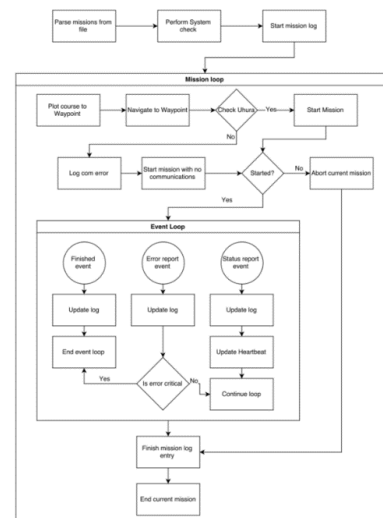 Parse missions from
file
Perform System
check
Start mission log
Mission loop
Plot course to
Waypoint
Navigate to Waypoint
Check Uhura
Yes
Start Mission
No
Log com error
Start mission with no
communications
Started?
No
Abort current mission
Yes
Event Loop
Finished
event
Error report
event
Status report
event
Update log
Update log
Update log
End event loop
Update Heartbeat
Yes
Is error critical
No
Continue loop
Finish mission log
entry
End current mission